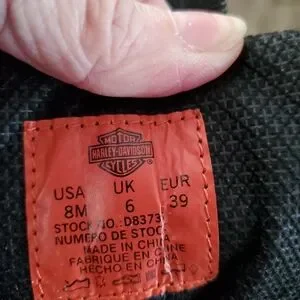 MOTOR
HARLEY-DAVIDSON
CYCLES
USA UK EUR
8M 6 39
STOCK NO.:D8373
NUMERO DE STOC
MADE IN CHINA
FABRIQUE EN CHINE
HECHO EN CHINA